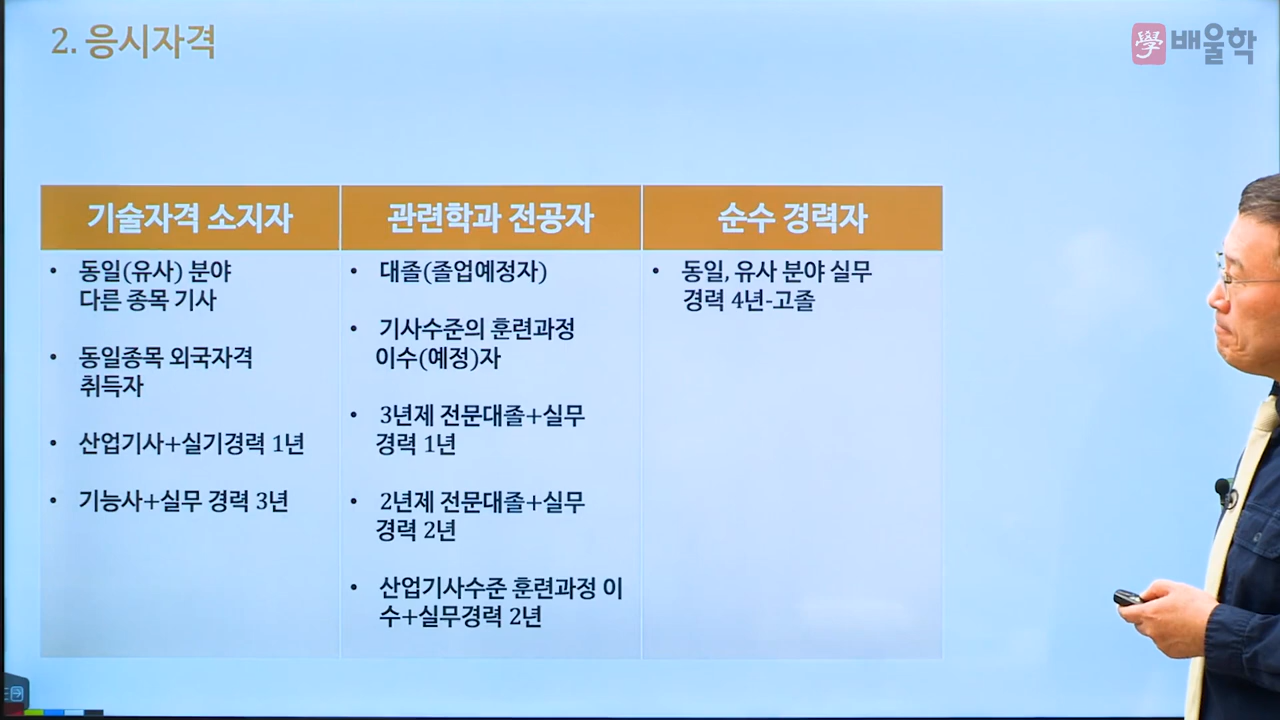 2. 응시자격
學 배울학
기술자격 소지자
• 동일(유사) 분야
다른 종목 기사
• 동일종목 외국자격
취득자
• 산업기사+실기경력 1년
• 기능사+실무 경력 3년
관련학과 전공자
• 대졸(졸업예정자)
• 기사수준의 훈련과정
이수(예정)자
• 3년제 전문대졸+실무
경력 1년
• 2년제 전문대졸+실무
경력 2년
• 산업기사수준 훈련과정 이
수+실무경력 2년
순수 경력자
• 동일, 유사 분야 실무
경력 4년-고졸